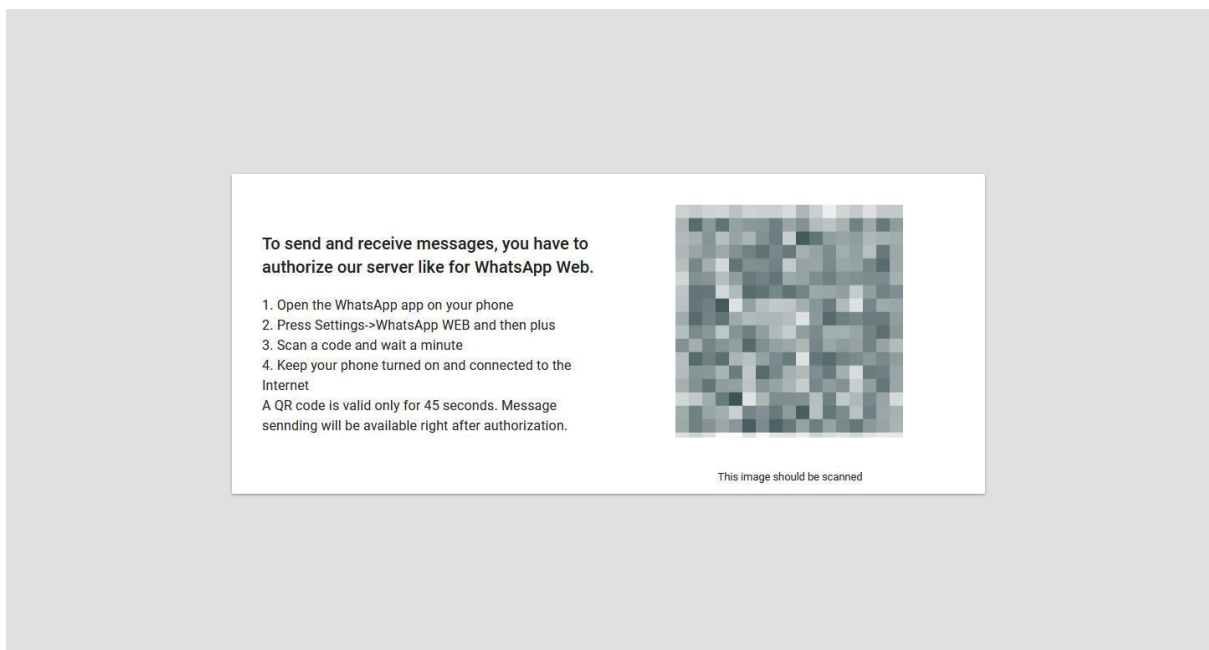 To send and receive messages, you have to
authorize our server like for WhatsApp Web.
1. Open the WhatsApp app on your phone
2. Press Settings->WhatsApp WEB and then plus
3. Scan a code and wait a minute
4. Keep your phone turned on and connected to the
Internet
A QR code is valid only for 45 seconds. Message
sennding will be available right after authorization.
This image should be scanned